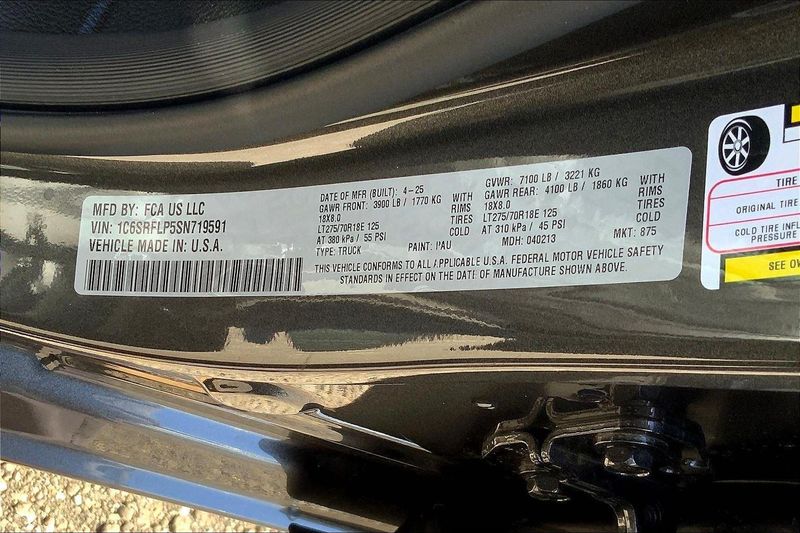 MFD BY: FCA US LLC
VIN: 1C6SRFLP5SN719591
VEHICLE MADE IN U.S.A.
DATE OF MFR (BUILT): 4-25
GAWR FRONT: 3900 LB / 1770 KG WITH
18X8.0 RIMS
LT275/70R18E 125 TIRES
AT 380 kPa / 55 PSI COLD
TYPE: TRUCK PAINT: PAU
GVWR: 7100 LB / 3221 KG
GAWR REAR: 4100 LB / 1860 KG WITH
18X8.0 RIMS
LT275/70R18E 125 TIRES
AT 310 kPa / 45 PSI COLD
MDH: 040213 MKT: 875
THIS VEHICLE CONFORMS TO ALL APPLICABLE U.S.A. FEDERAL MOTOR VEHICLE SAFETY
STANDARDS IN EFFECT ON THE DATE OF MANUFACTURE SHOWN ABOVE.
TIRE
ORIGINAL TIRE
COLD TIRE
PRESSURE
SEE